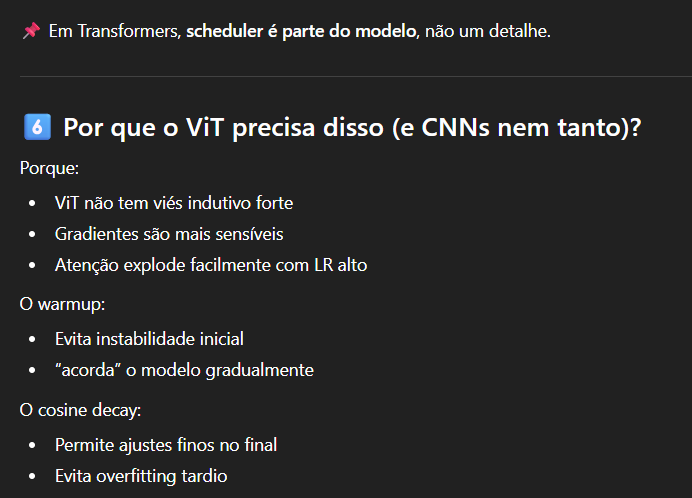 📌 Em Transformers, scheduler é parte do modelo, não um detalhe.
6️⃣ Por que o ViT precisa disso (e CNNs nem tanto)?
Porque:
• ViT não tem viés indutivo forte
• Gradientes são mais sensíveis
• Atenção explode facilmente com LR alto
O warmup:
• Evita instabilidade inicial
• “acorda” o modelo gradualmente
O cosine decay:
• Permite ajustes finos no final
• Evita overfitting tardio